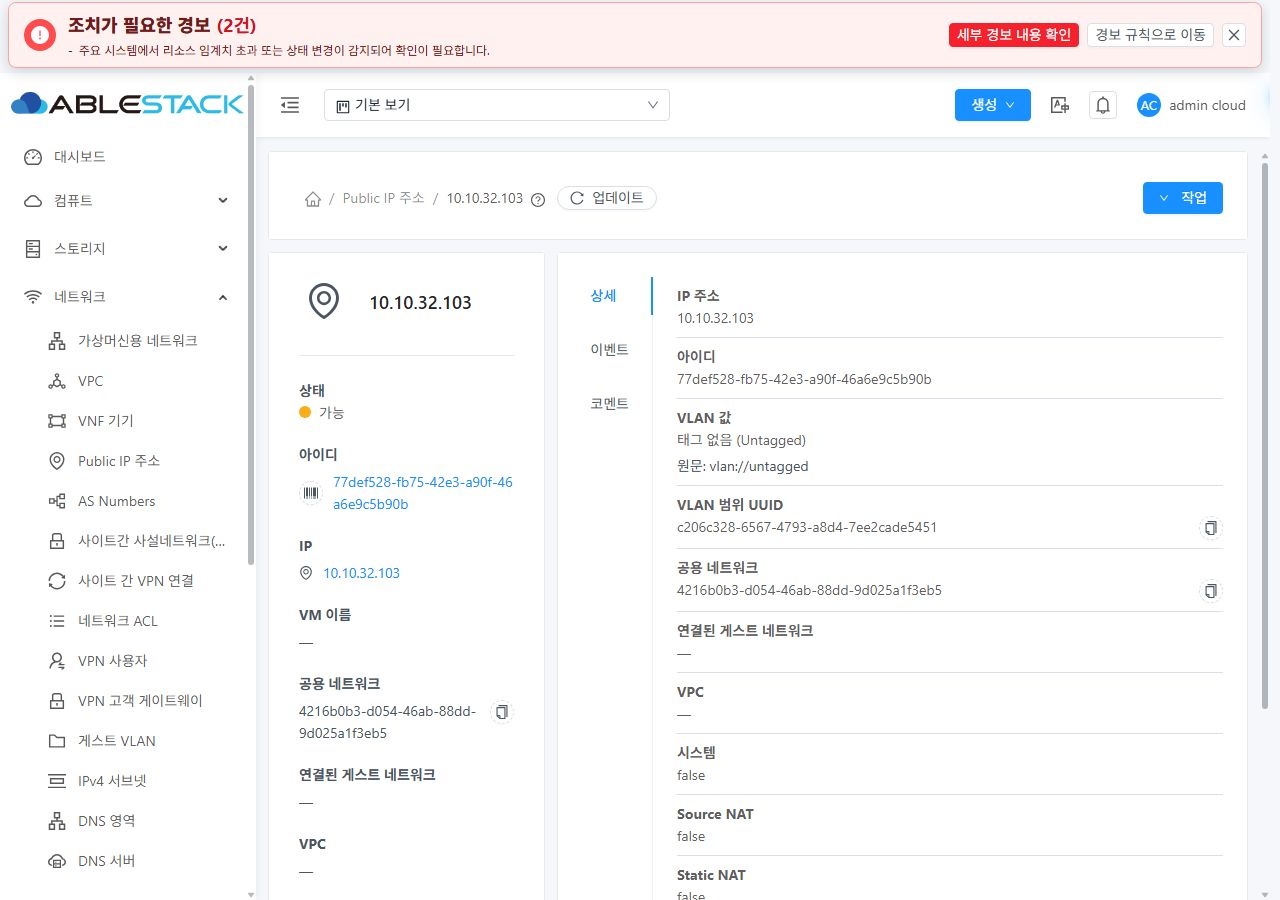 조치가 필요한 경보 (2건)
- 주요 시스템에서 리소스 임계치 초과 또는 상태 변경이 감지되어 확인이 필요합니다.
세부 경보 내용 확인
경보 규칙으로 이동
ABLESTACK
기본 보기
생성
AC
admin cloud
대시보드
컴퓨트
스토리지
네트워크
가상머신용 네트워크
VPC
VNF 기기
Public IP 주소
AS Numbers
사이트간 사설네트워크(...
사이트 간 VPN 연결
네트워크 ACL
VPN 사용자
VPN 고객 게이트웨이
게스트 VLAN
IPv4 서브넷
DNS 영역
DNS 서버
/ Public IP 주소 / 10.10.32.103
업데이트
작업
10.10.32.103
상태
가능
아이디
77def528-fb75-42e3-a90f-46
a6e9c5b90b
IP
10.10.32.103
VM 이름
—
공용 네트워크
4216b0b3-d054-46ab-88dd-
9d025a1f3eb5
연결된 게스트 네트워크
—
VPC
—
상세
이벤트
코멘트
IP 주소
10.10.32.103
아이디
77def528-fb75-42e3-a90f-46a6e9c5b90b
VLAN 값
태그 없음 (Untagged)
원문: vlan://untagged
VLAN 범위 UUID
c206c328-6567-4793-a8d4-7ee2cade5451
공용 네트워크
4216b0b3-d054-46ab-88dd-9d025a1f3eb5
연결된 게스트 네트워크
—
VPC
—
시스템
false
Source NAT
false
Static NAT
false